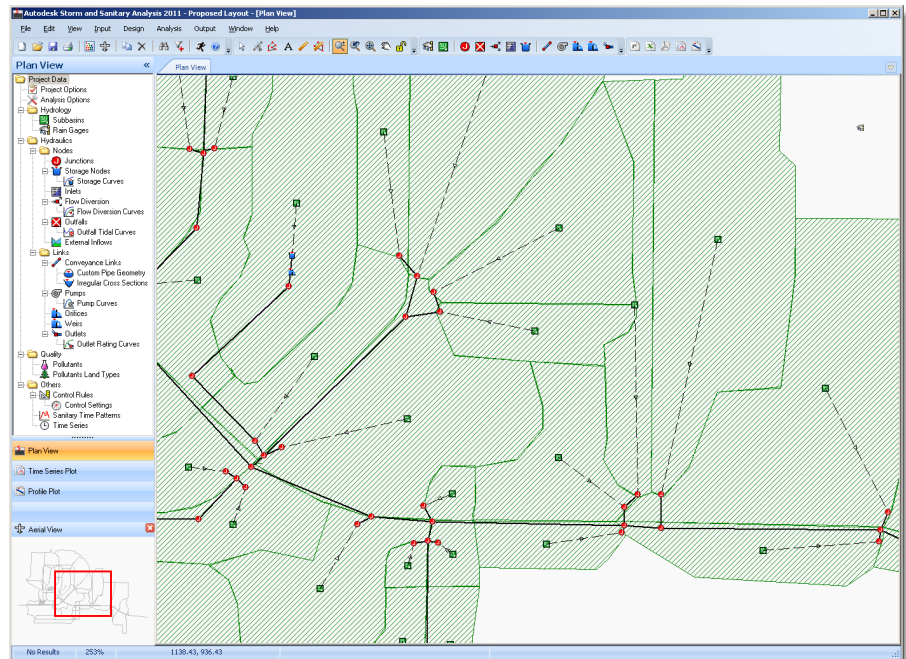 Autodesk Storm and Sanitary Analysis 2011 - Proposed Layout - [Plan View]
File Edit View Input Design Analysis Output Window Help
Plan View «
Plan View
Project Data
Project Options
Analysis Options
Hydrology
Subbasins
Rain Gages
Hydraulics
Nodes
Junctions
Storage Nodes
Storage Curves
Inlets
Flow Diversion
Flow Diversion Curves
Outfalls
Outfall Tidal Curves
External Inflows
Links
Conveyance Links
Custom Pipe Geometry
Irregular Cross Sections
Pumps
Pump Curves
Orifices
Weirs
Outlets
Outlet Rating Curves
Quality
Pollutants
Pollutants Land Types
Others
Control Rules
Control Settings
Sanitary Time Patterns
Time Series
Plan View
Time Series Plot
Profile Plot
Aerial View
No Results 253% 1138.43, 936.43